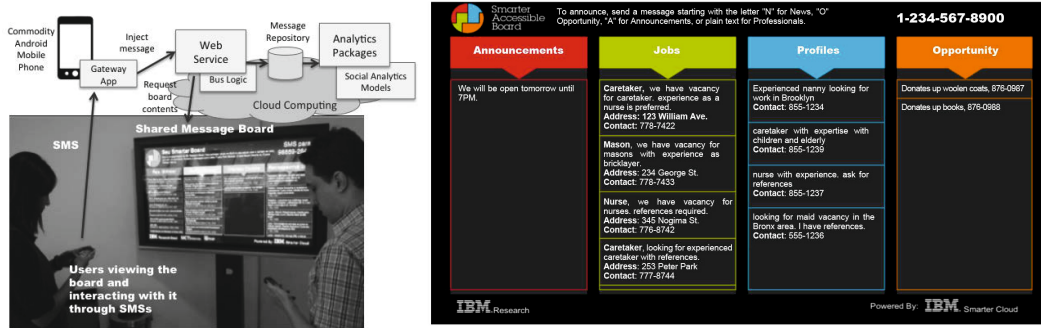 Commodity
Android
Mobile
Phone
Inject
message
Gateway
App
Web
Service
Bus Logic
Message
Repository
Analytics
Packages
Social Analytics
Models
Cloud Computing
Request
board
contents
Shared Message Board
SMS
Users viewing the
board and
interacting with it
through SMSs
Smarter
Accessible
Board
To announce, send a message starting with the letter "N" for News, "O"
Opportunity, "A" for Announcements, or plain text for Professionals.
1-234-567-8900
Announcements
We will be open tomorrow until
7PM.
Jobs
Caretaker, we have vacancy
for caretaker. experience as a
nurse is preferred.
Address: 123 William Ave.
Contact: 778-7422
Mason, we have vacancy for
masons with experience as
bricklayer.
Address: 234 George St.
Contact: 778-7433
Nurse, we have vacancy for
nurses. references required.
Address: 345 Nogima St.
Contact: 776-8742
Caretaker, looking for experienced
caretaker with references.
Address: 253 Peter Park
Contact: 777-8744
Profiles
Experienced nanny looking for
work in Brooklyn
Contact: 855-1234
caretaker with expertise with
children and elderly
Contact: 855-1239
nurse with experience. ask for
references
Contact: 855-1237
looking for maid vacancy in the
Bronx area. I have references.
Contact: 555-1236
Opportunity
Donates up woolen coats, 876-0987
Donates up books, 876-0988
IBM Research
Powered By: IBM. Smarter Cloud